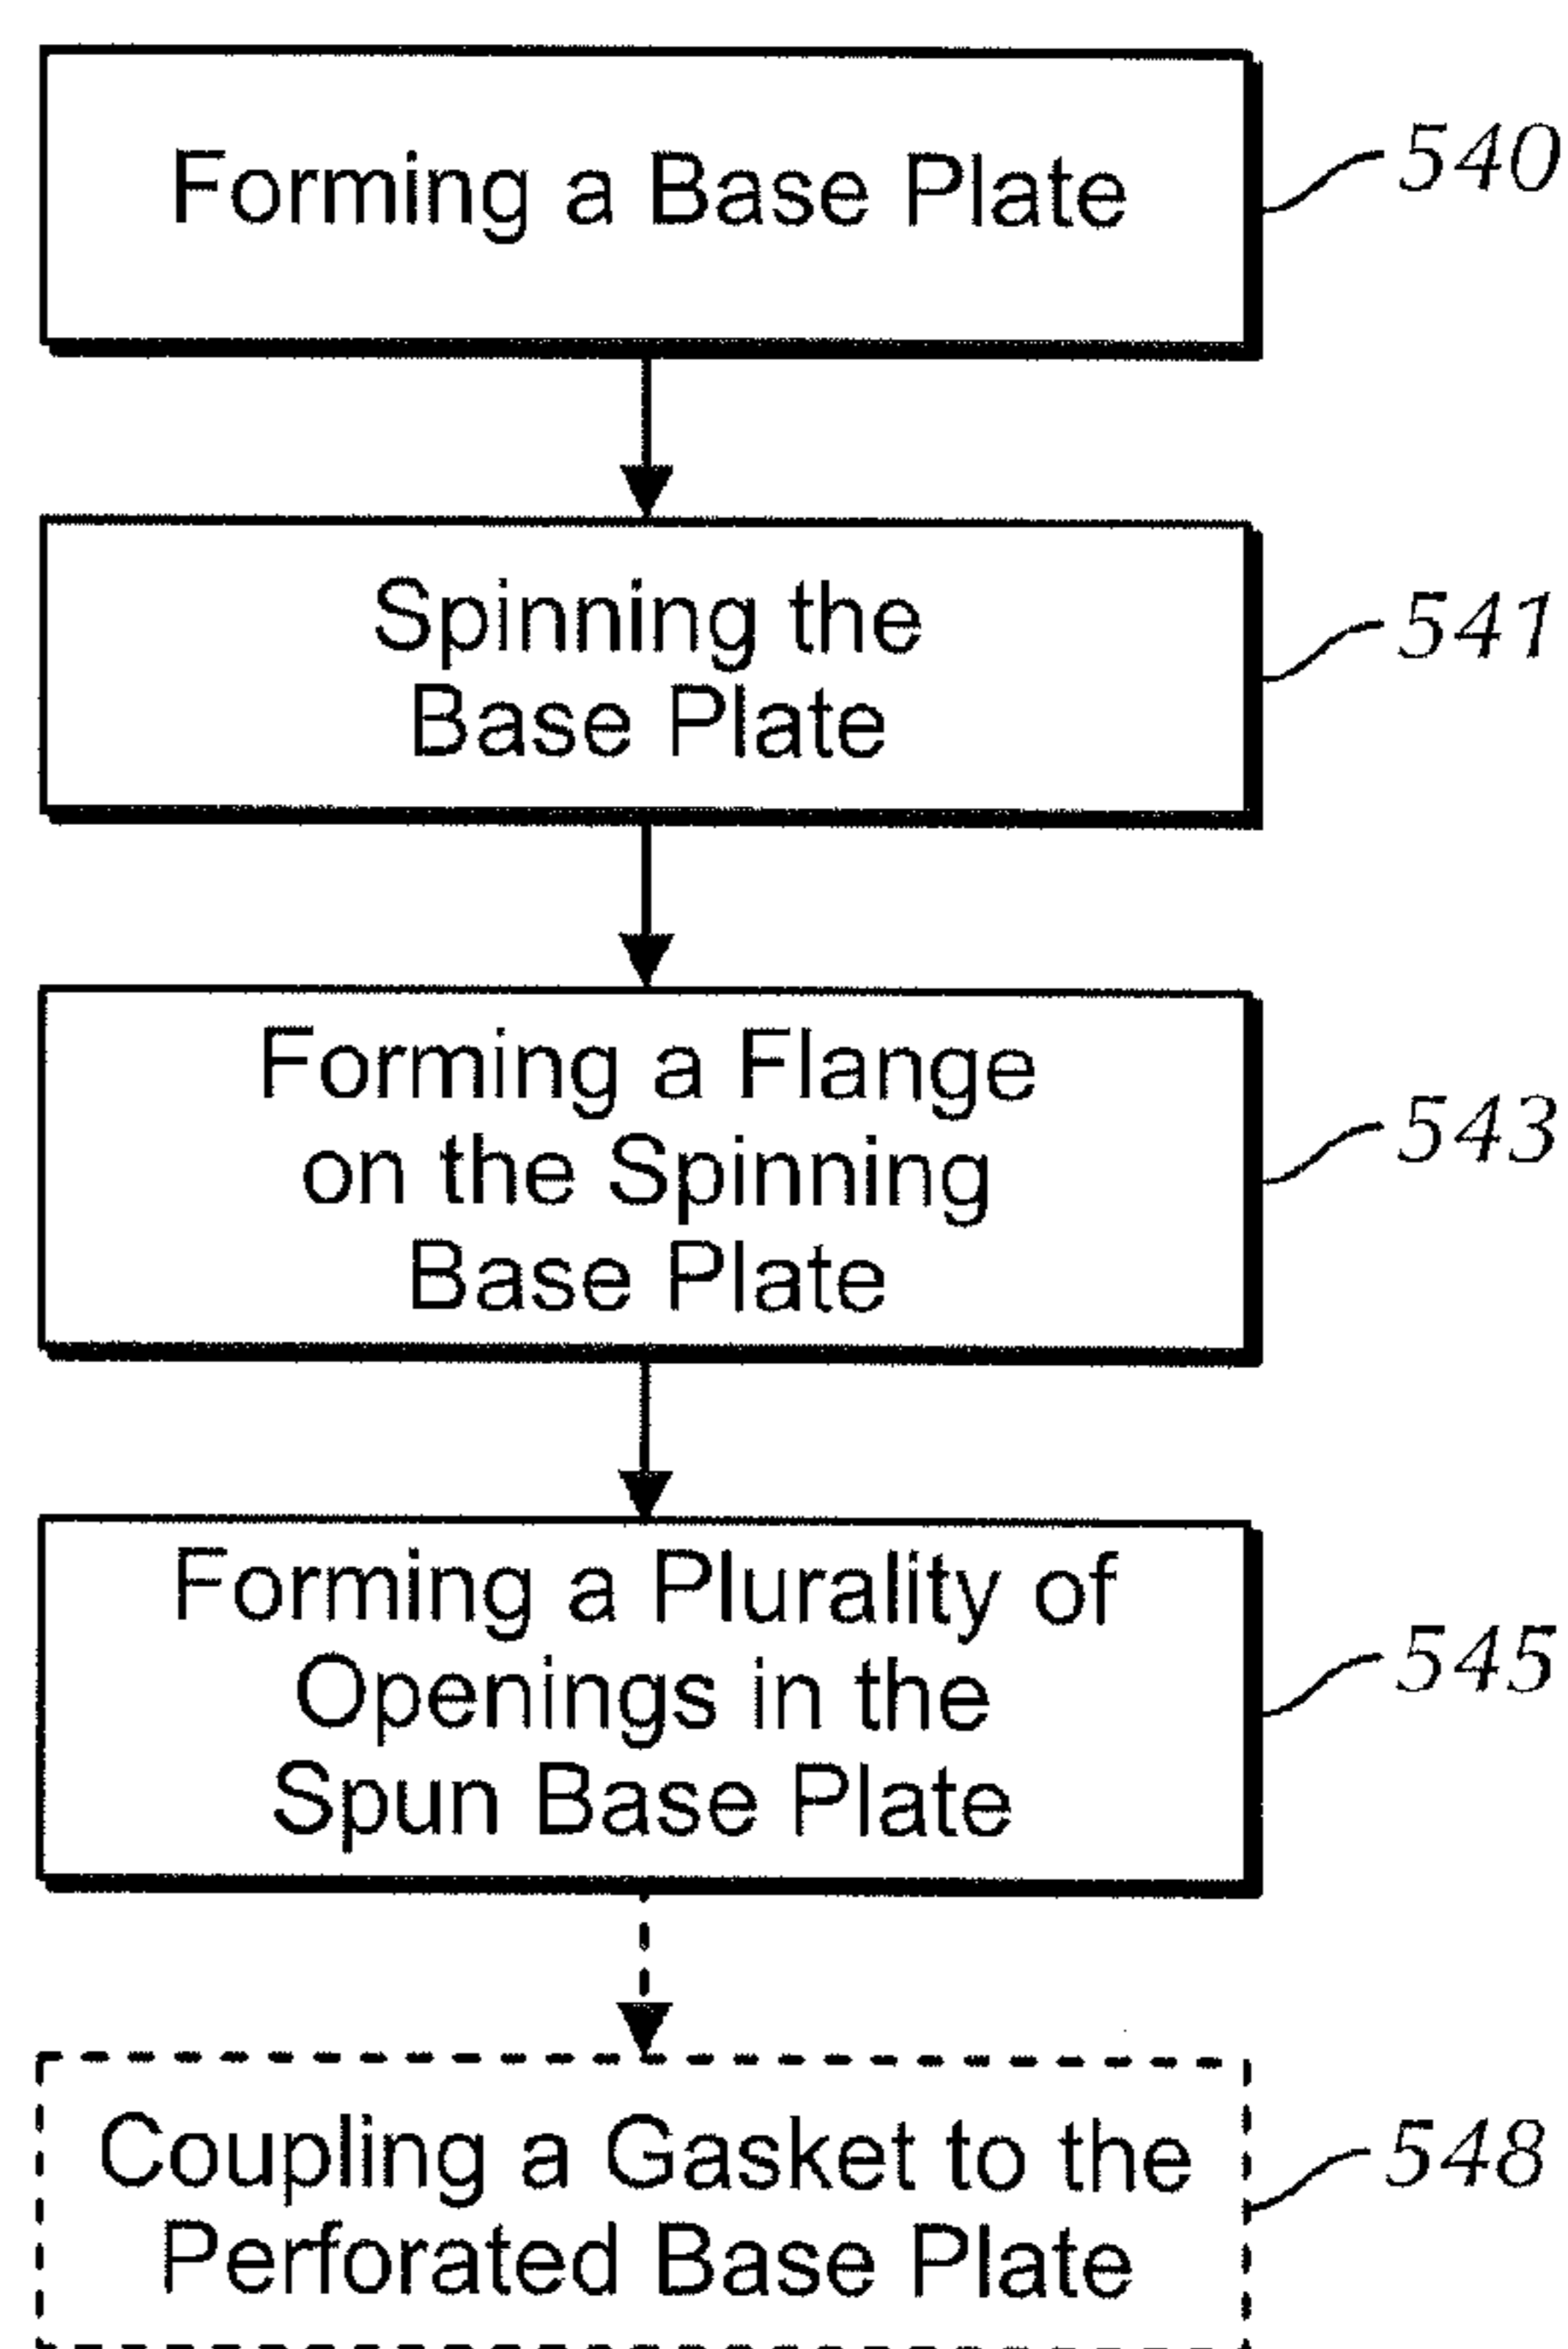 Forming a Base Plate
540
Spinning the
Base Plate
541
Forming a Flange
on the Spinning
Base Plate
543
Forming a Plurality of
Openings in the
Spun Base Plate
545
Coupling a Gasket to the
Perforated Base Plate
548